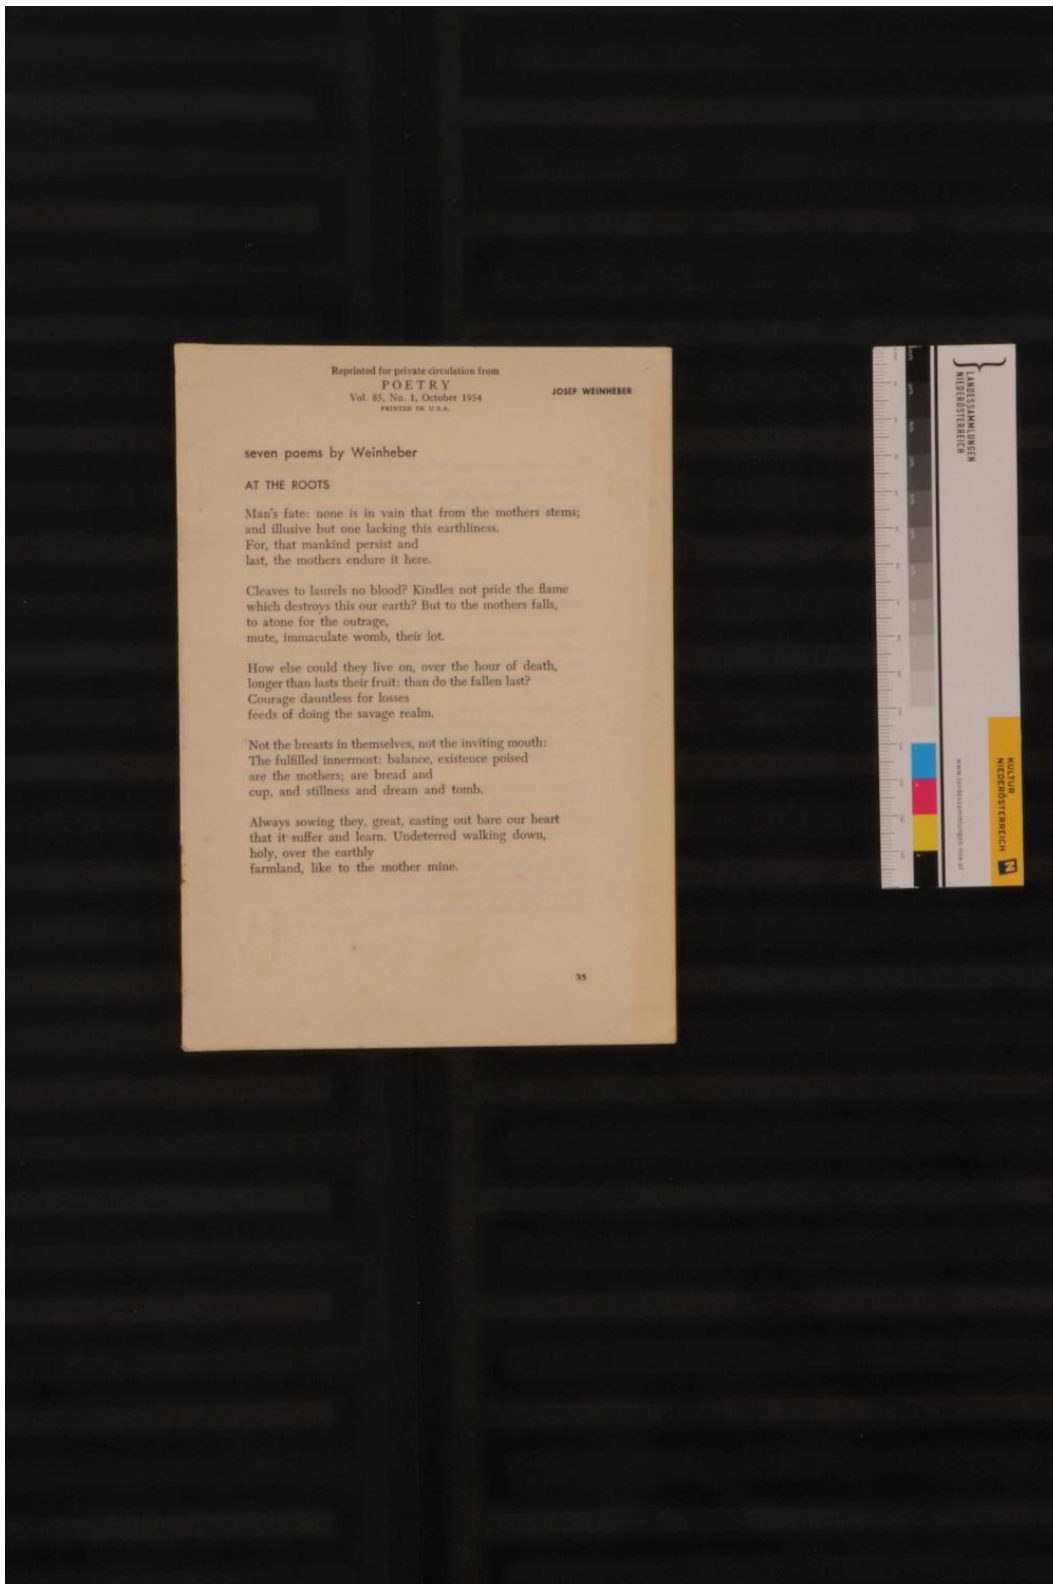 Reprinted for private circulation from
POETRY
Vol. 85, No. 1, October 1954
PRINTED IN U.S.A.
JOSEF WEINHEBER
seven poems by Weinheber
AT THE ROOTS
Man's fate: none is in vain that from the mothers stems;
and illusive but one lacking this earthliness.
For, that mankind persist and
last, the mothers endure it here.
Cleaves to laurels no blood? Kindles not pride the flame
which destroys this our earth? But to the mothers falls,
to atone for the outrage,
mute, immaculate womb, their lot.
How else could they live on, over the hour of death,
longer than lasts their fruit: than do the fallen last?
Courage dauntless for losses
feeds of doing the savage realm.
Not the breasts in themselves, not the inviting mouth:
The fulfilled innermost: balance, existence poised
are the mothers; are bread and
cup, and stillness and dream and tomb.
Always sowing they, great, casting out bare our heart
that it suffer and learn. Undeterred walking down,
holy, over the earthly
farmland, like to the mother mine.
35
LANDESSAMMLUNGEN
NIEDERÖSTERREICH
www.landessammlungen-noe.at
KULTUR
NIEDERÖSTERREICH
N